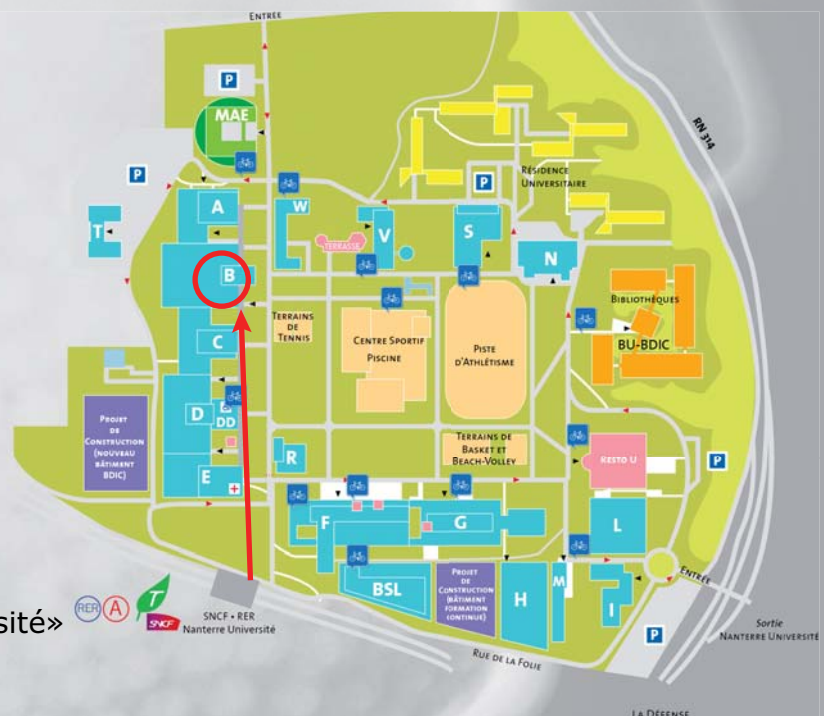 ENTRÉE
P
MAE
RN 314
P
RÉSIDENCE
UNIVERSITAIRE
P
A
W
T
V
S
TERRASSE
N
B
BIBLIOTHÈQUES
TERRAINS
DE
TENNIS
CENTRE SPORTIF
PISCINE
PISTE
D'ATHLÉTISME
BU-BDIC
C
PROJET
DE
CONSTRUCTION
(NOUVEAU
BÂTIMENT
BDIC)
D
DD
TERRAINS DE
BASKET ET
BEACH-VOLLEY
R
RESTO U
P
E
F
G
L
BSL
PROJET
DE
CONSTRUCTION
(BÂTIMENT
FORMATION
CONTINUE)
H
M
I
ENTRÉE
sité»
RER
A
T
SNCF
SNCF • RER
Nanterre Université
P
Sortie
NANTERRE UNIVERSITÉ
RUE DE LA FOLIE
LA DÉFENSE